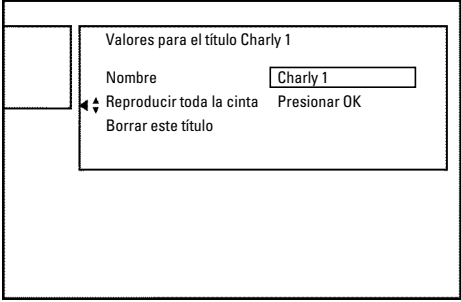 Valores para el título Charly 1
Nombre Charly 1
Reproducir toda la cinta Presionar OK
Borrar este título